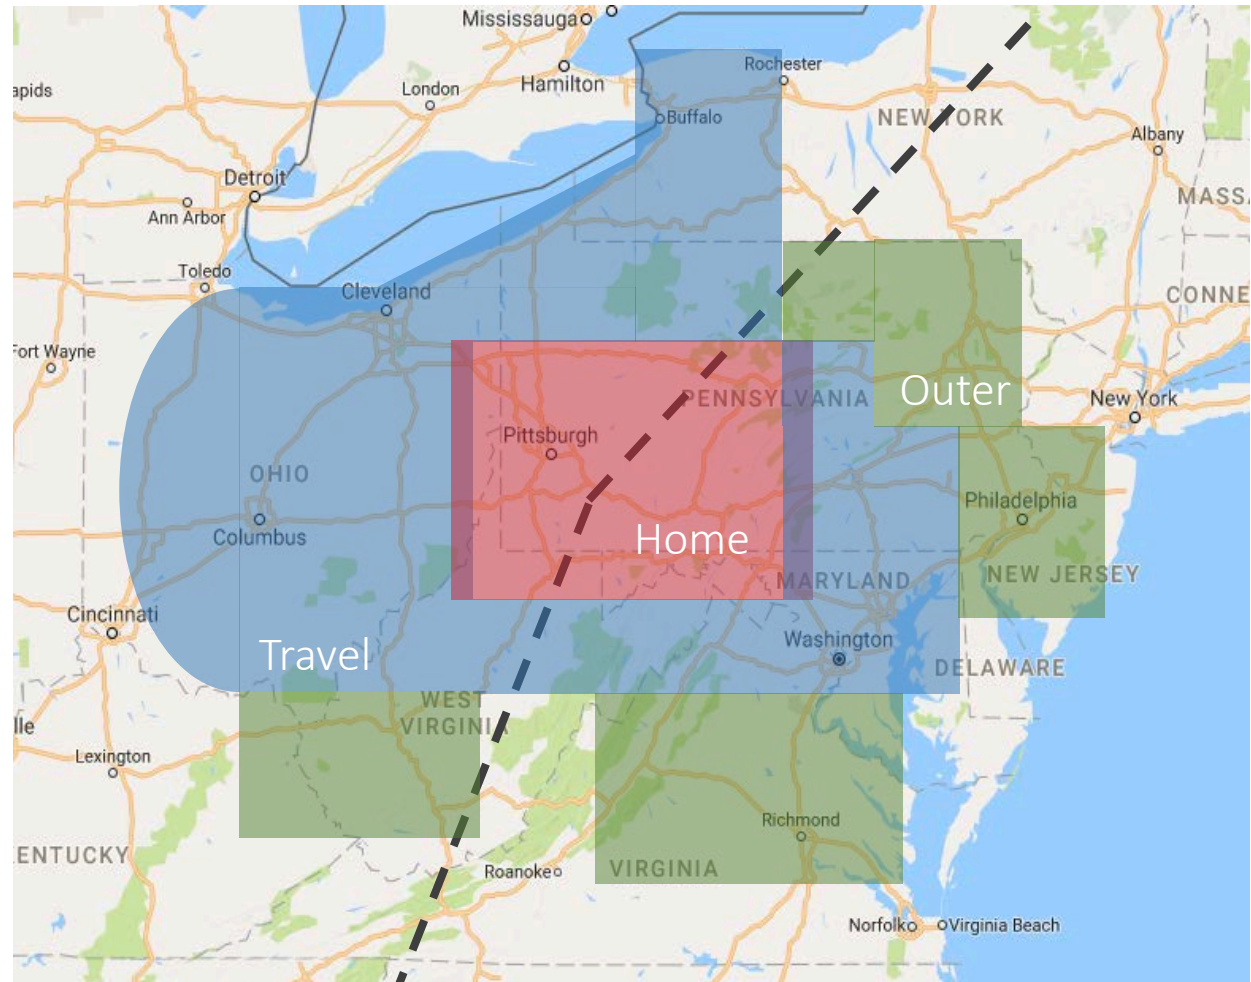 Mississauga
Rochester
apids
London
Hamilton
Buffalo
NEW YORK
Albany
Detroit
Ann Arbor
MASS
Toledo
Cleveland
CONNE
Fort Wayne
Outer
New York
PENNSYLVANIA
Pittsburgh
OHIO
Philadelphia
Columbus
Home
MARYLAND
NEW JERSEY
Cincinnati
Washington
Travel
DELAWARE
WEST
VIRGINIA
lle
Lexington
Richmond
ENTUCKY
Roanoke
VIRGINIA
Norfolk
Virginia Beach